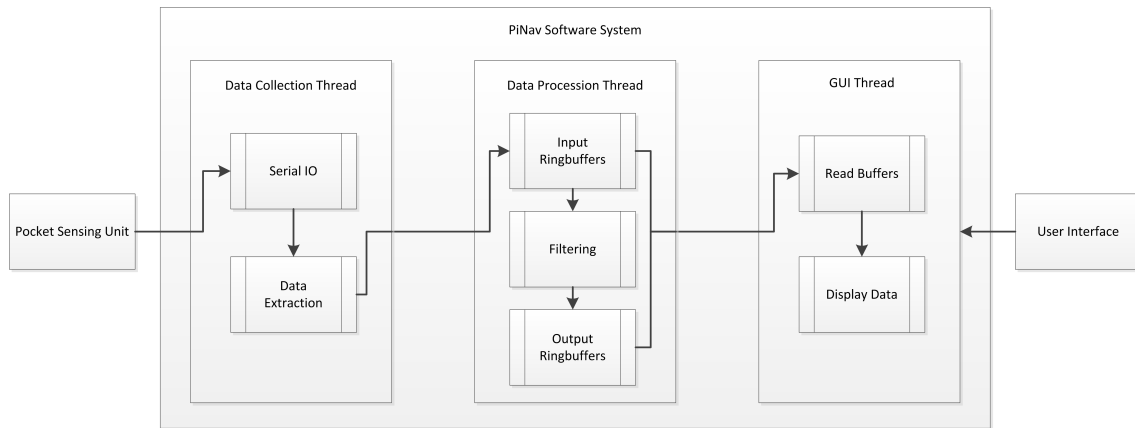 PiNav Software System
Data Collection Thread
Data Procession Thread
GUI Thread
Serial IO
Data
Extraction
Input
Ringbuffers
Filtering
Output
Ringbuffers
Read Buffers
Display Data
Pocket Sensing Unit
User Interface